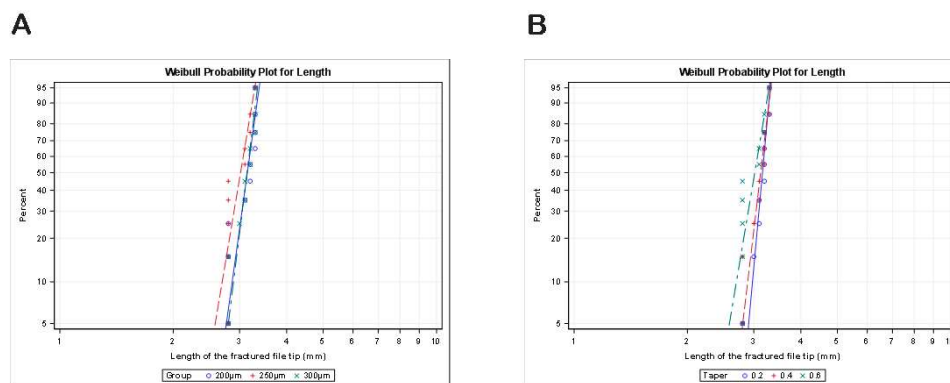 A
B
Weibull Probability Plot for Length
Weibull Probability Plot for Length
95
90
80
70
60
50
40
30
20
10
5
Percent
1 2 3 4 5 6 7 8 9 10
Length of the fractured file tip (mm)
Group 200µm 250µm 300µm
95
90
80
70
60
50
40
30
20
10
5
Percent
1 2 3 4 5 6 7 8 9 1
Length of the fractured file tip (mm)
Taper 0.2 0.4 0.6